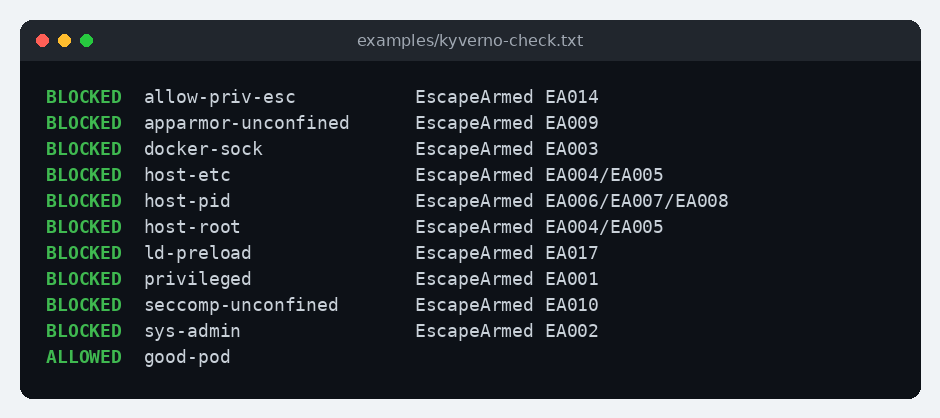 examples/kyverno-check.txt
BLOCKED allow-priv-esc EscapeArmed EA014
BLOCKED apparmor-unconfined EscapeArmed EA009
BLOCKED docker-sock EscapeArmed EA003
BLOCKED host-etc EscapeArmed EA004/EA005
BLOCKED host-pid EscapeArmed EA006/EA007/EA008
BLOCKED host-root EscapeArmed EA004/EA005
BLOCKED ld-preload EscapeArmed EA017
BLOCKED privileged EscapeArmed EA001
BLOCKED seccomp-unconfined EscapeArmed EA010
BLOCKED sys-admin EscapeArmed EA002
ALLOWED good-pod